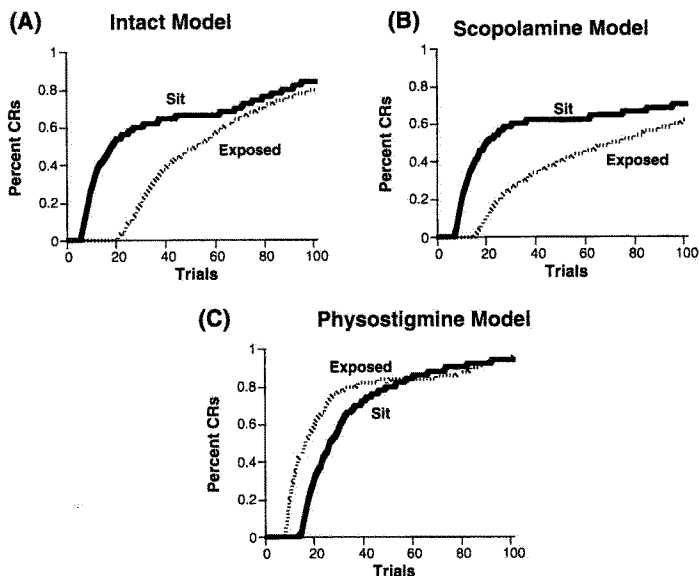 (A) Intact Model
Percent CRs
1
0.8
0.6
0.4
0.2
0
Sit
Exposed
0 20 40 60 80 100
Trials
(B) Scopolamine Model
Percent CRs
1
0.8
0.6
0.4
0.2
0
Sit
Exposed
0 20 40 60 80 100
Trials
(C) Physostigmine Model
Percent CRs
1
0.8
0.6
0.4
0.2
0
Exposed
Sit
0 20 40 60 80 100
Trials